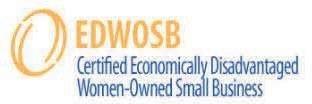 EDWOSB
Certified Economically Disadvantaged
Women-Owned Small Business